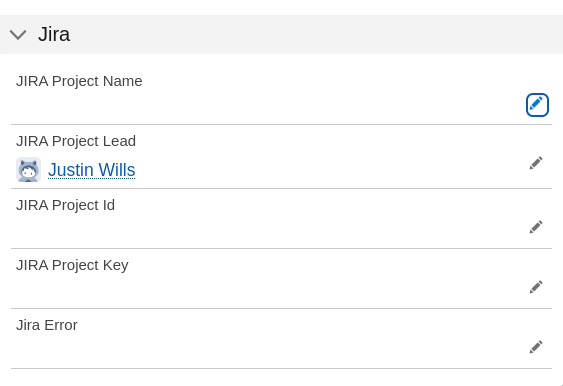 Jira
JIRA Project Name
JIRA Project Lead
Justin Wills
JIRA Project Id
JIRA Project Key
Jira Error